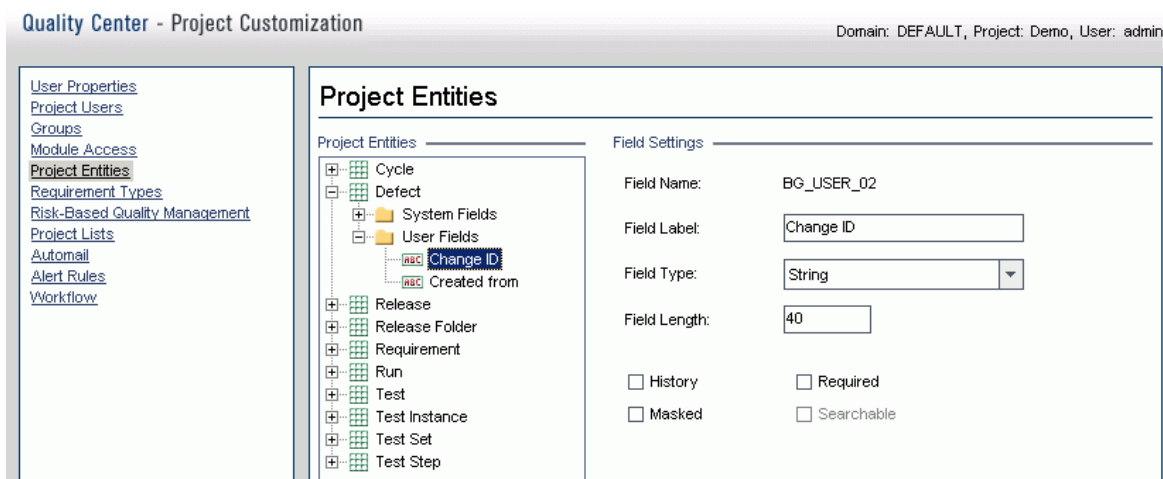 Quality Center - Project Customization
Domain: DEFAULT, Project: Demo, User: admin
User Properties
Project Users
Groups
Module Access
Project Entities
Requirement Types
Risk-Based Quality Management
Project Lists
Automail
Alert Rules
Workflow
Project Entities
Project Entities
Cycle
Defect
System Fields
User Fields
ABC Change ID
ABC Created from
Release
Release Folder
Requirement
Run
Test
Test Instance
Test Set
Test Step
Field Settings
Field Name: BG_USER_02
Field Label: Change ID
Field Type: String
Field Length: 40
History Required
Masked Searchable